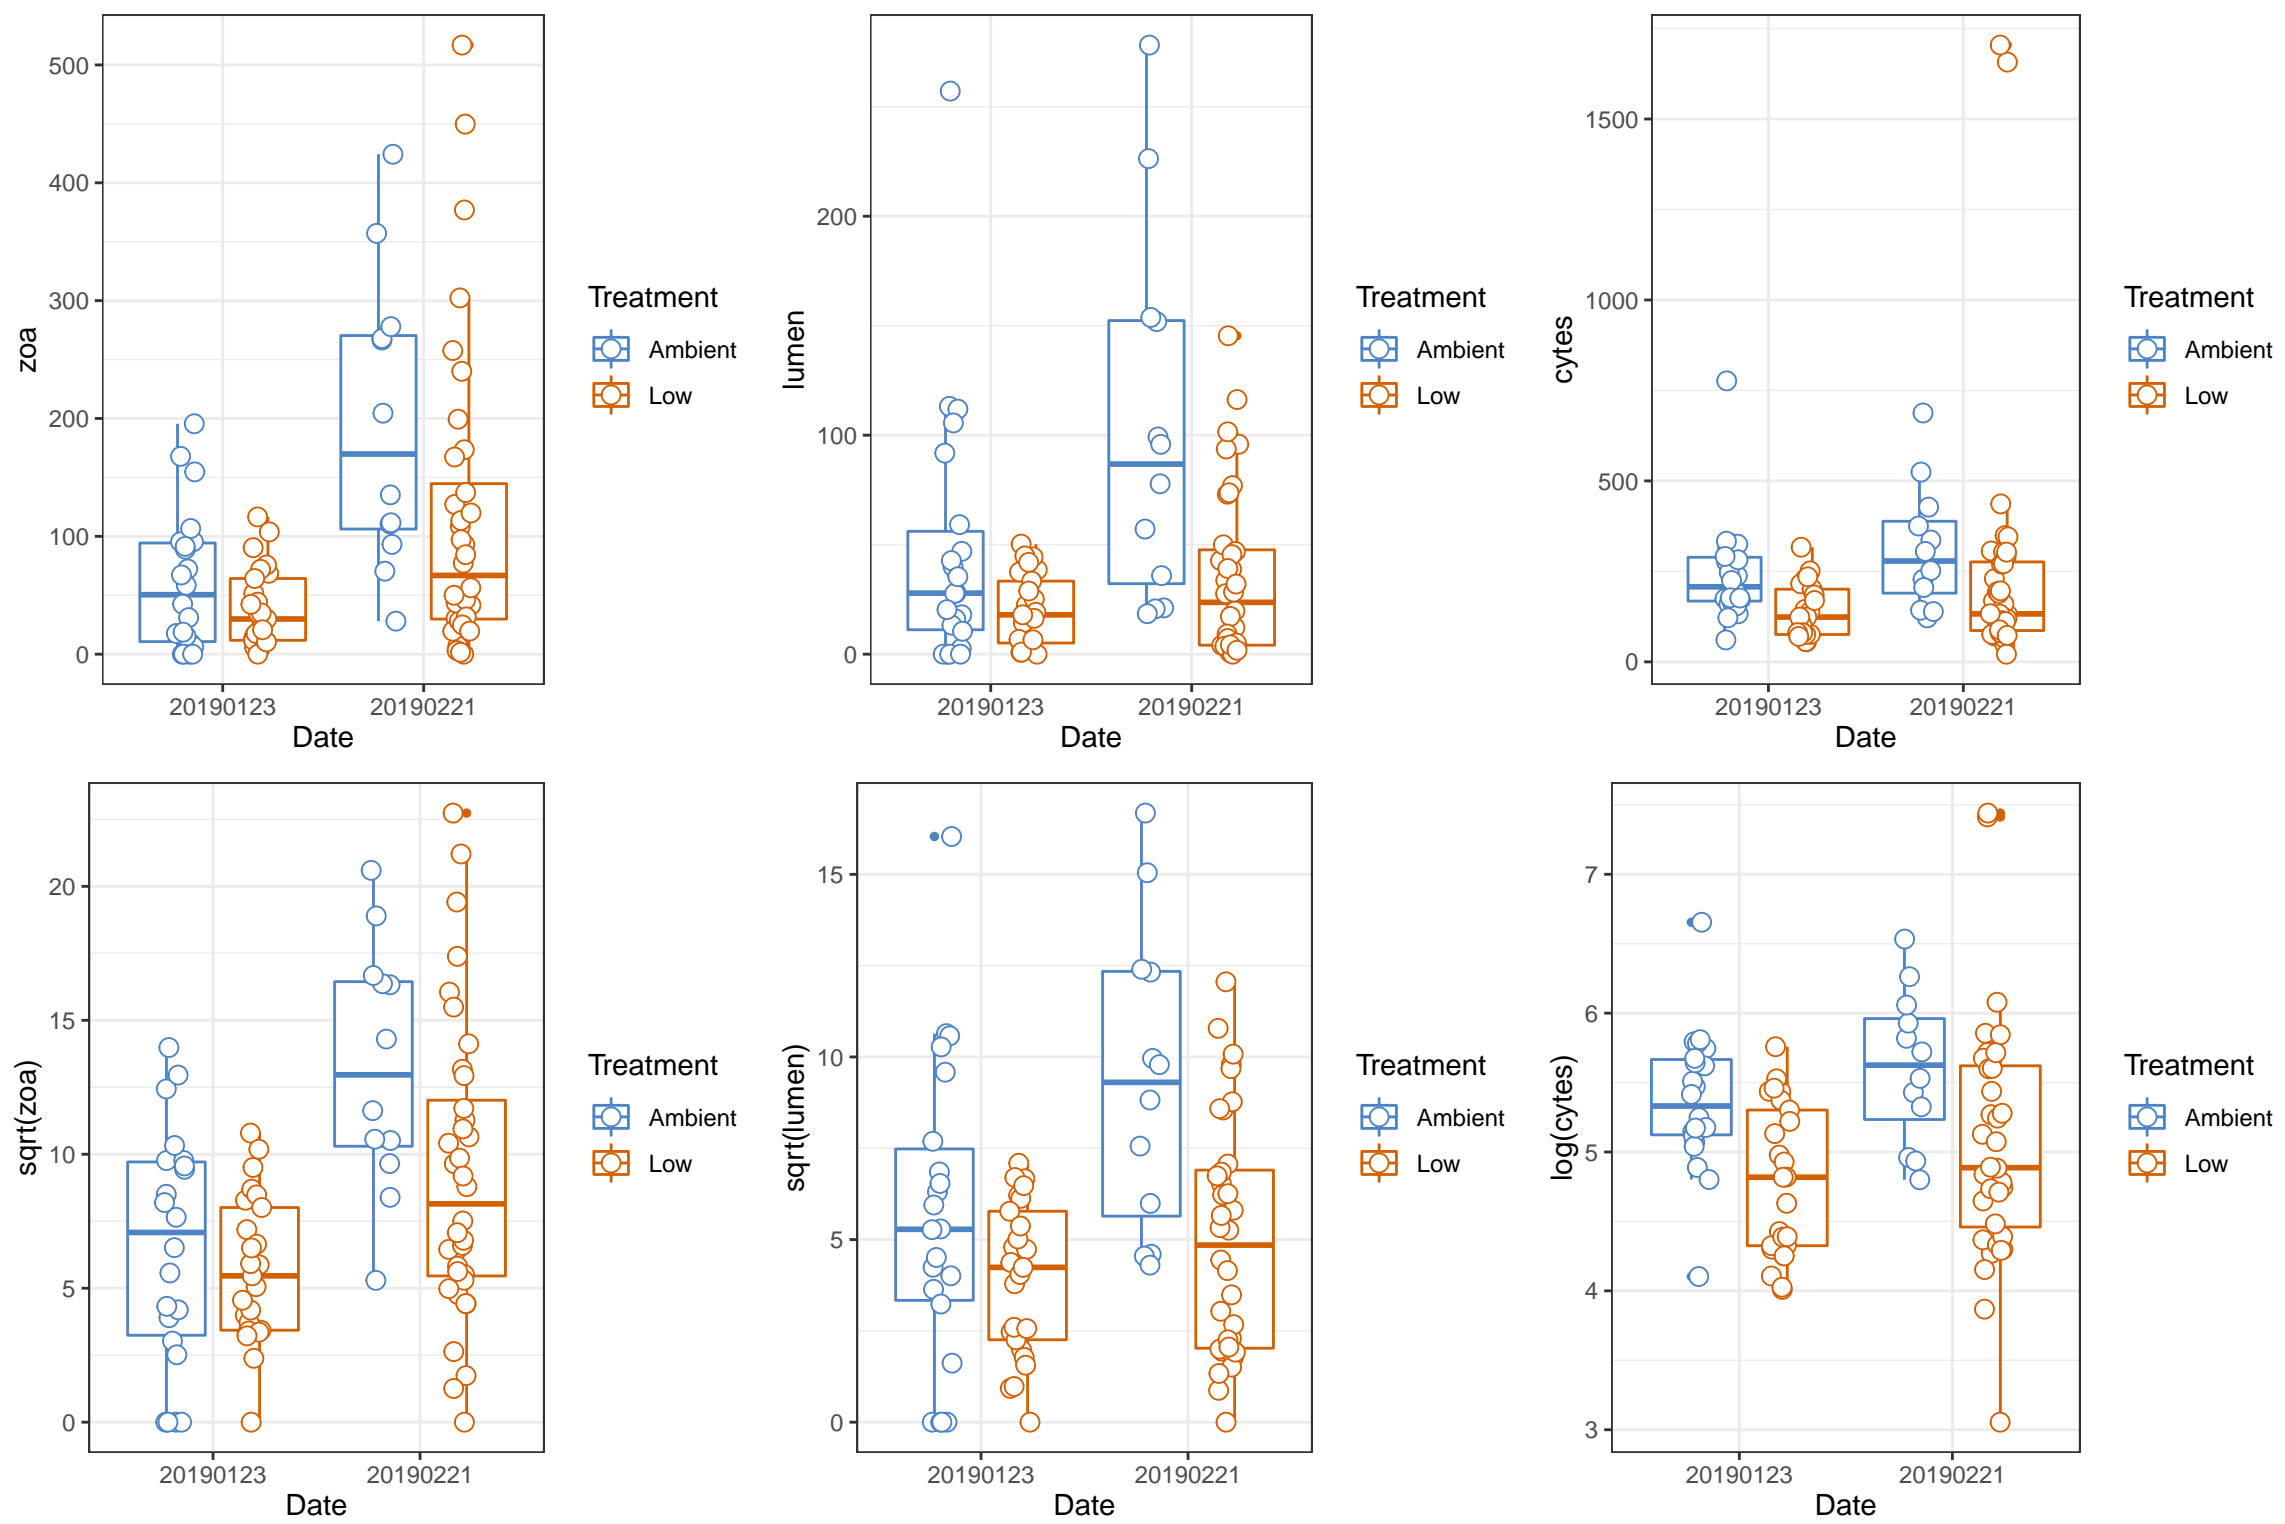 zoa
500
400
300
200
100
0
20190123 20190221
Date
Treatment
Ambient
Low
lumen
200
100
0
20190123 20190221
Date
Treatment
Ambient
Low
cytes
1500
1000
500
0
20190123 20190221
Date
Treatment
Ambient
Low
sqrt(zoa)
20
15
10
5
0
20190123 20190221
Date
Treatment
Ambient
Low
sqrt(lumen)
15
10
5
0
20190123 20190221
Date
Treatment
Ambient
Low
log(cytes)
7
6
5
4
3
20190123 20190221
Date
Treatment
Ambient
Low